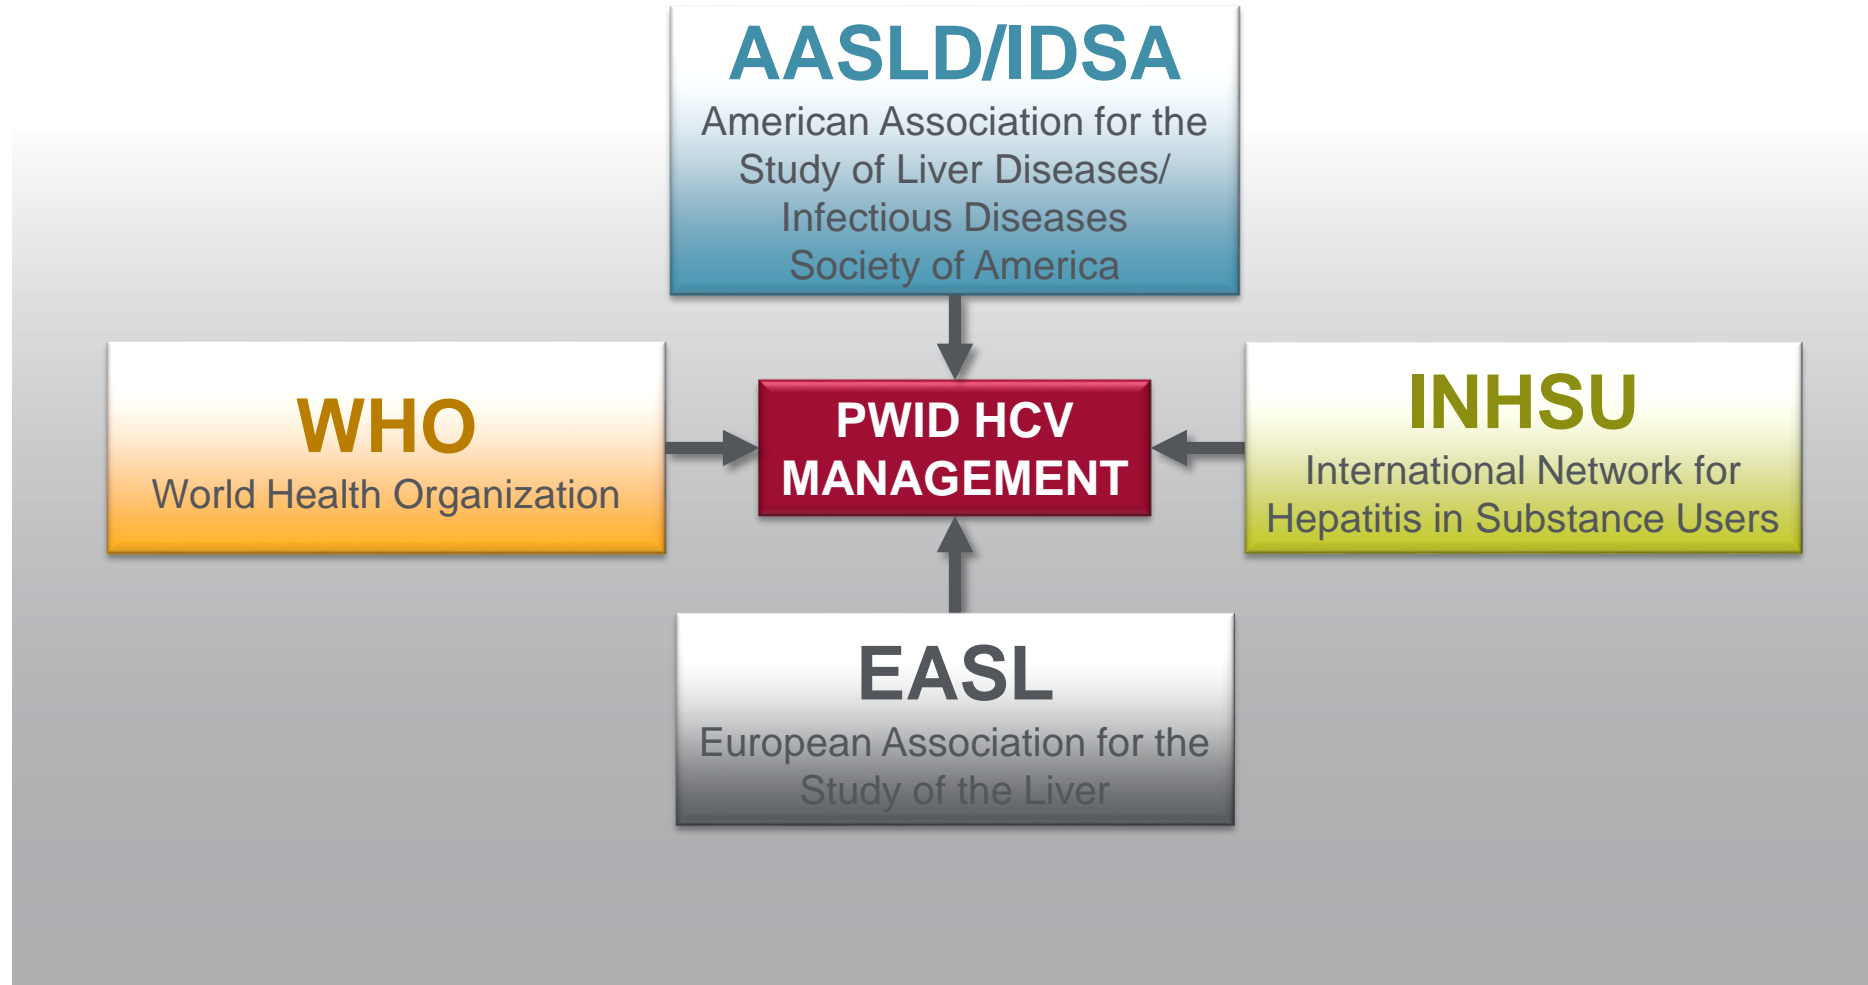 AASLD/IDSA
American Association for the
Study of Liver Diseases/
Infectious Diseases
Society of America
WHO
World Health Organization
PWID HCV
MANAGEMENT
INHSU
International Network for
Hepatitis in Substance Users
EASL
European Association for the
Study of the Liver